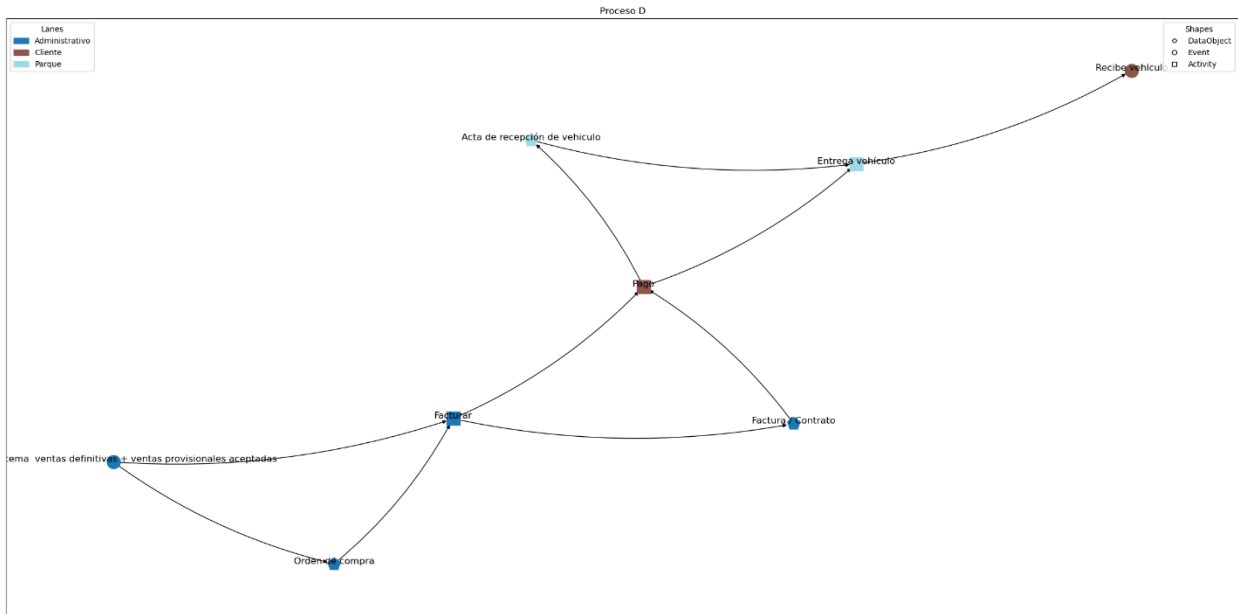 Proceso D
Lanes
Administrativo
Cliente
Parque
Shapes
DataObject
Event
Activity
Recibe vehículo
Acta de recepción de vehiculo
Entrega vehículo
Pago
Facturar
Factura / Contrato
ventas definitivas + ventas provisionales aceptadas
Orden de compra